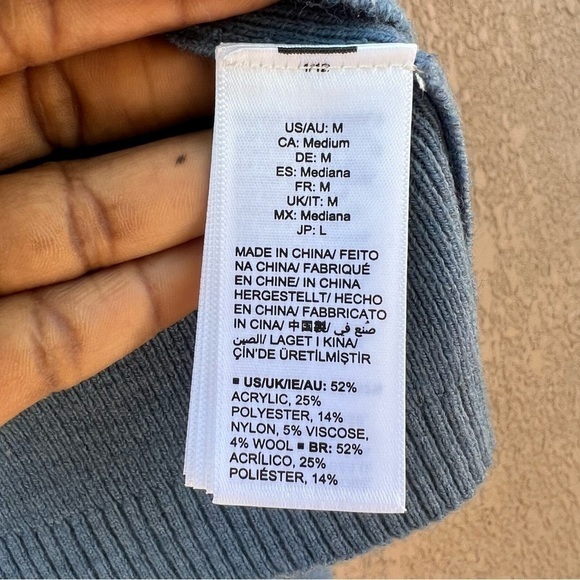 1/12
US/AU: M
CA: Medium
DE: M
ES: Mediana
FR: M
UK/IT: M
MX: Mediana
JP: L
MADE IN CHINA/ FEITO
NA CHINA/ FABRIQUÉ
EN CHINE/ IN CHINA
HERGESTELLT/ HECHO
EN CHINA/ FABBRICATO
IN CINA/ 中国製/ صُنع في
الصين/ LAGET I KINA/
ÇİN'DE ÜRETİLMİŞTİR
■ US/UK/IE/AU: 52%
ACRYLIC, 25%
POLYESTER, 14%
NYLON, 5% VISCOSE,
4% WOOL ■ BR: 52%
ACRÍLICO, 25%
POLIÉSTER, 14%